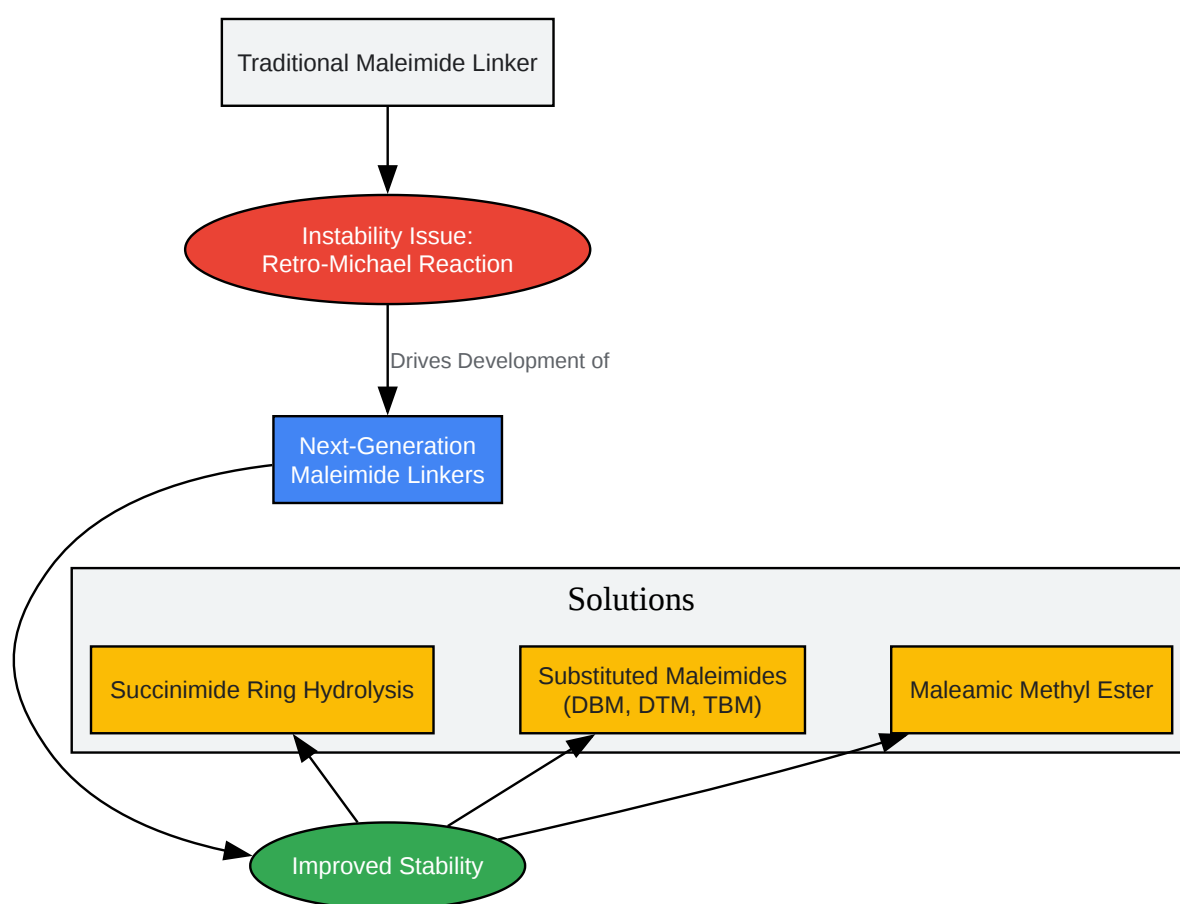 Traditional Maleimide Linker
Instability Issue:
Retro-Michael Reaction
Drives Development of
Next-Generation
Maleimide Linkers
Solutions
Succinimide Ring Hydrolysis
Substituted Maleimides
(DBM, DTM, TBM)
Maleamic Methyl Ester
Improved Stability